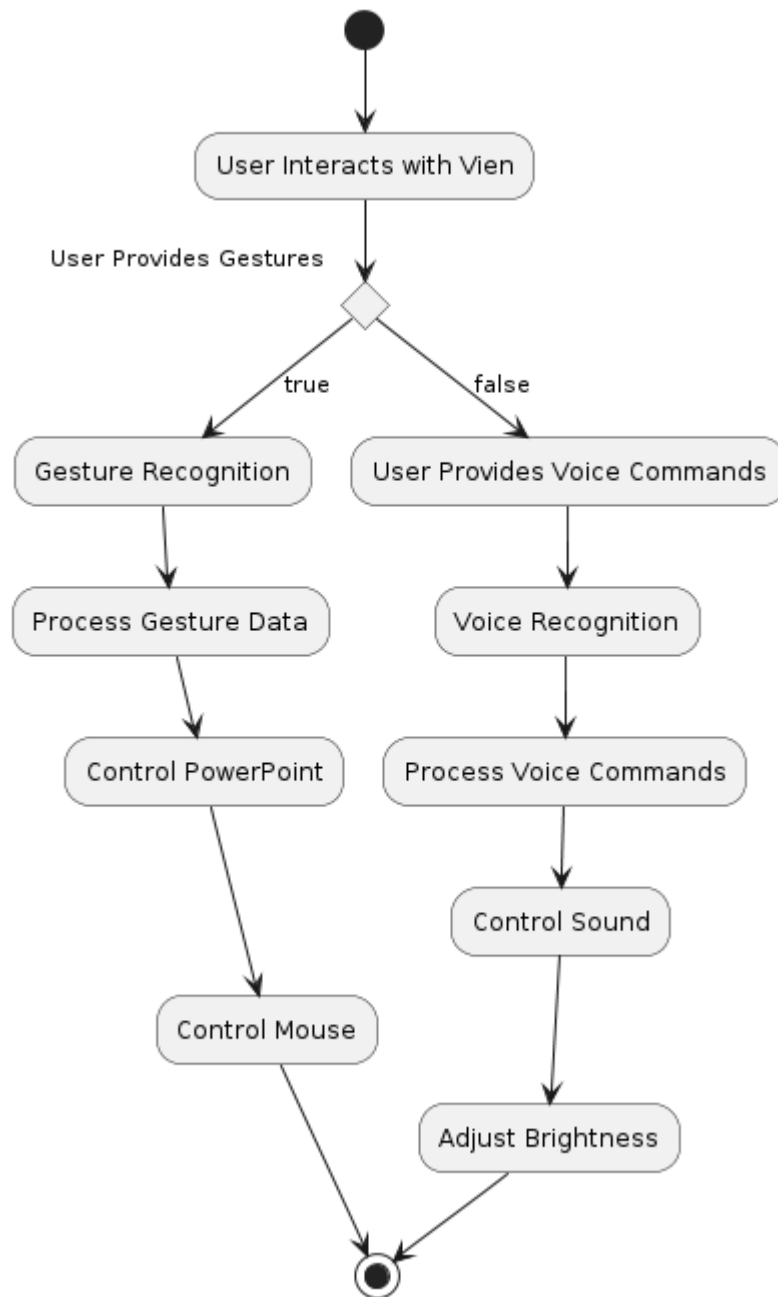 User Interacts with Vien
User Provides Gestures
true
false
Gesture Recognition
User Provides Voice Commands
Process Gesture Data
Voice Recognition
Control PowerPoint
Process Voice Commands
Control Sound
Control Mouse
Adjust Brightness